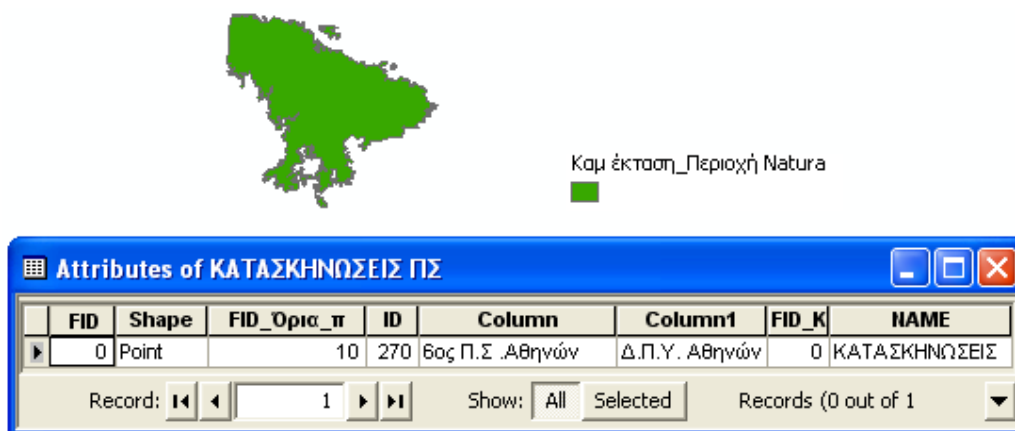 Καμ έκταση_Περιοχή Natura
Attributes of ΚΑΤΑΣΚΗΝΩΣΕΙΣ ΠΣ
FID Shape FID_Όρια_π ID Column Column1 FID_K NAME
0 Point 10 270 6ος Π.Σ .Αθηνών Δ.Π.Υ. Αθηνών 0 ΚΑΤΑΣΚΗΝΩΣΕΙΣ
Record: 1 Show: All Selected Records (0 out of 1